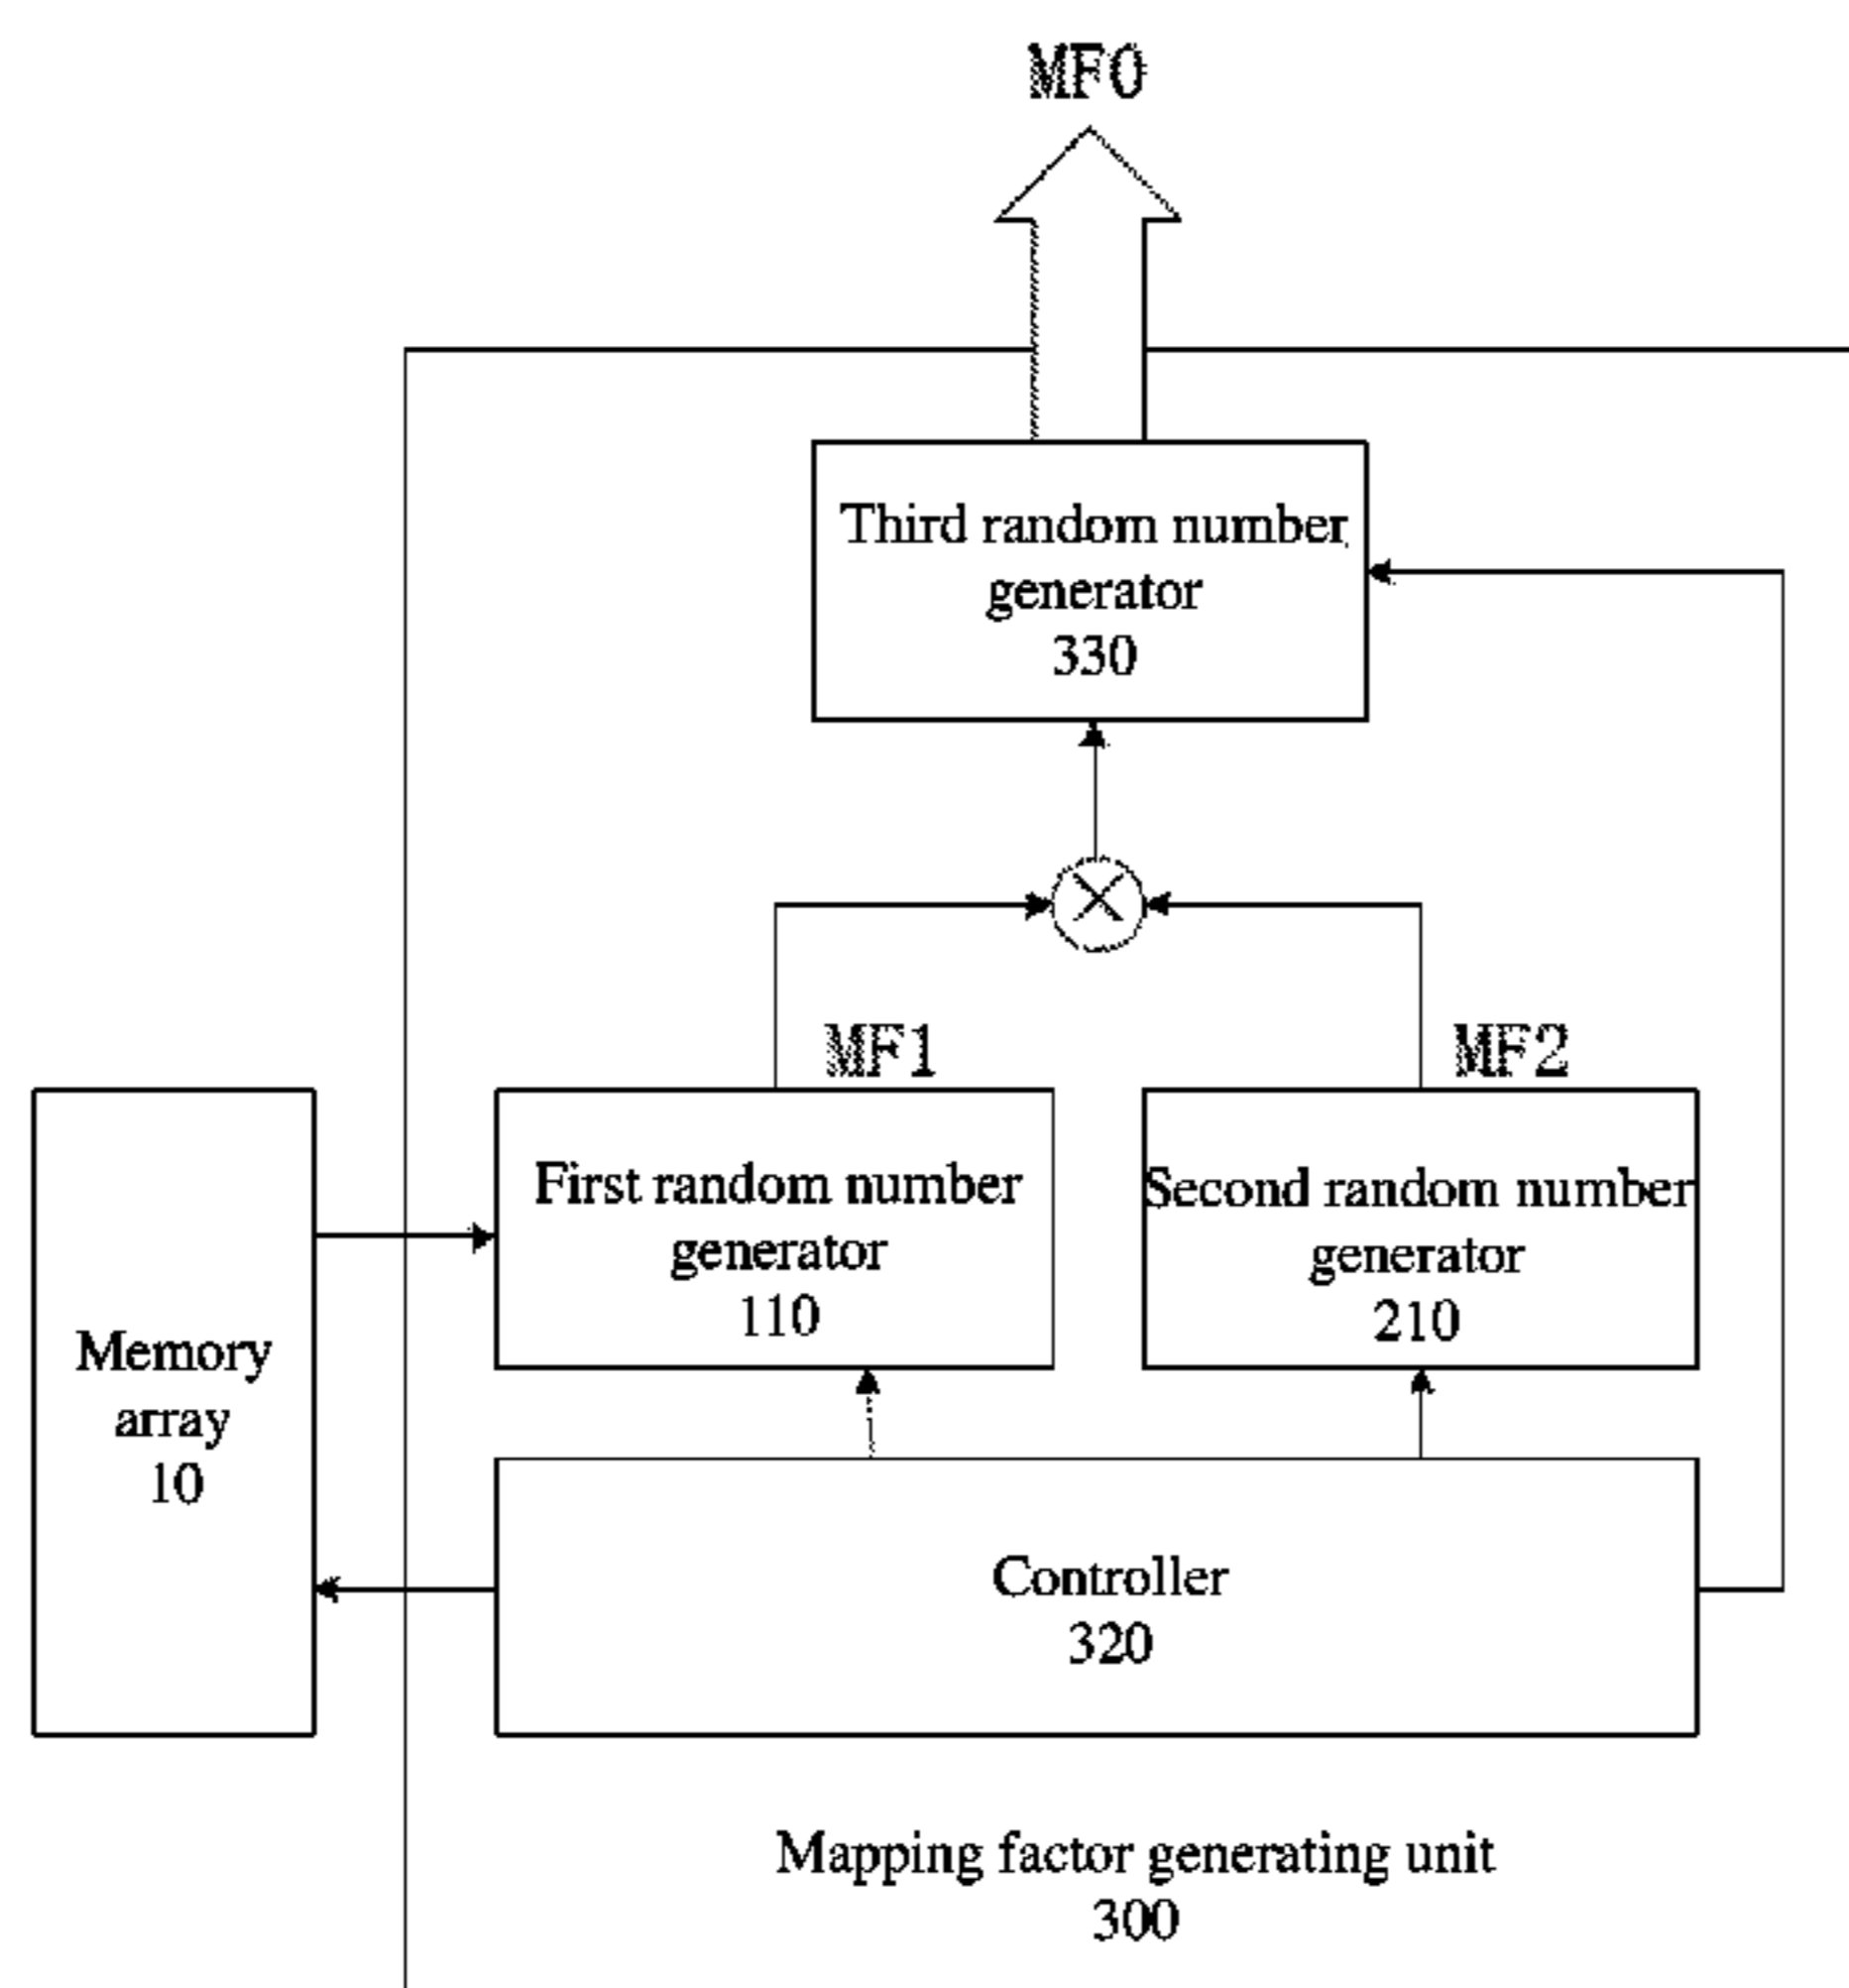 MF0
Third random number
generator
330
MF1
MF2
First random number
generator
110
Second random number
generator
210
Memory
array
10
Controller
320
Mapping factor generating unit
300